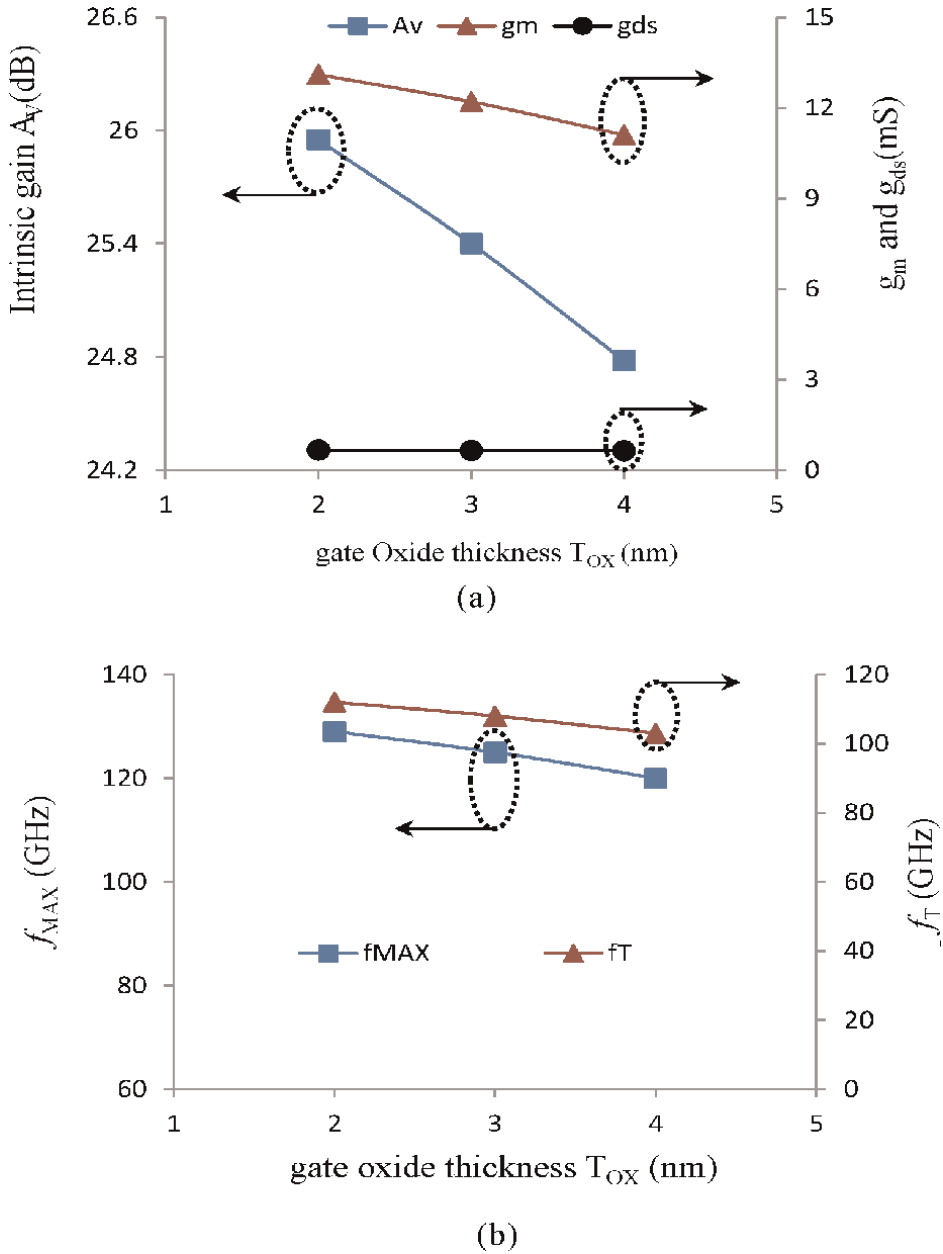 Av gm gds
26.6
26
25.4
24.8
24.2
Intrinsic gain AV(dB)
15
12
9
6
3
0
gm and gds(mS)
1 2 3 4 5
gate Oxide thickness TOX (nm)
(a)
140
120
100
80
60
fMAX (GHz)
120
100
80
60
40
20
0
fT (GHz)
fMAX fT
1 2 3 4 5
gate oxide thickness TOX (nm)
(b)